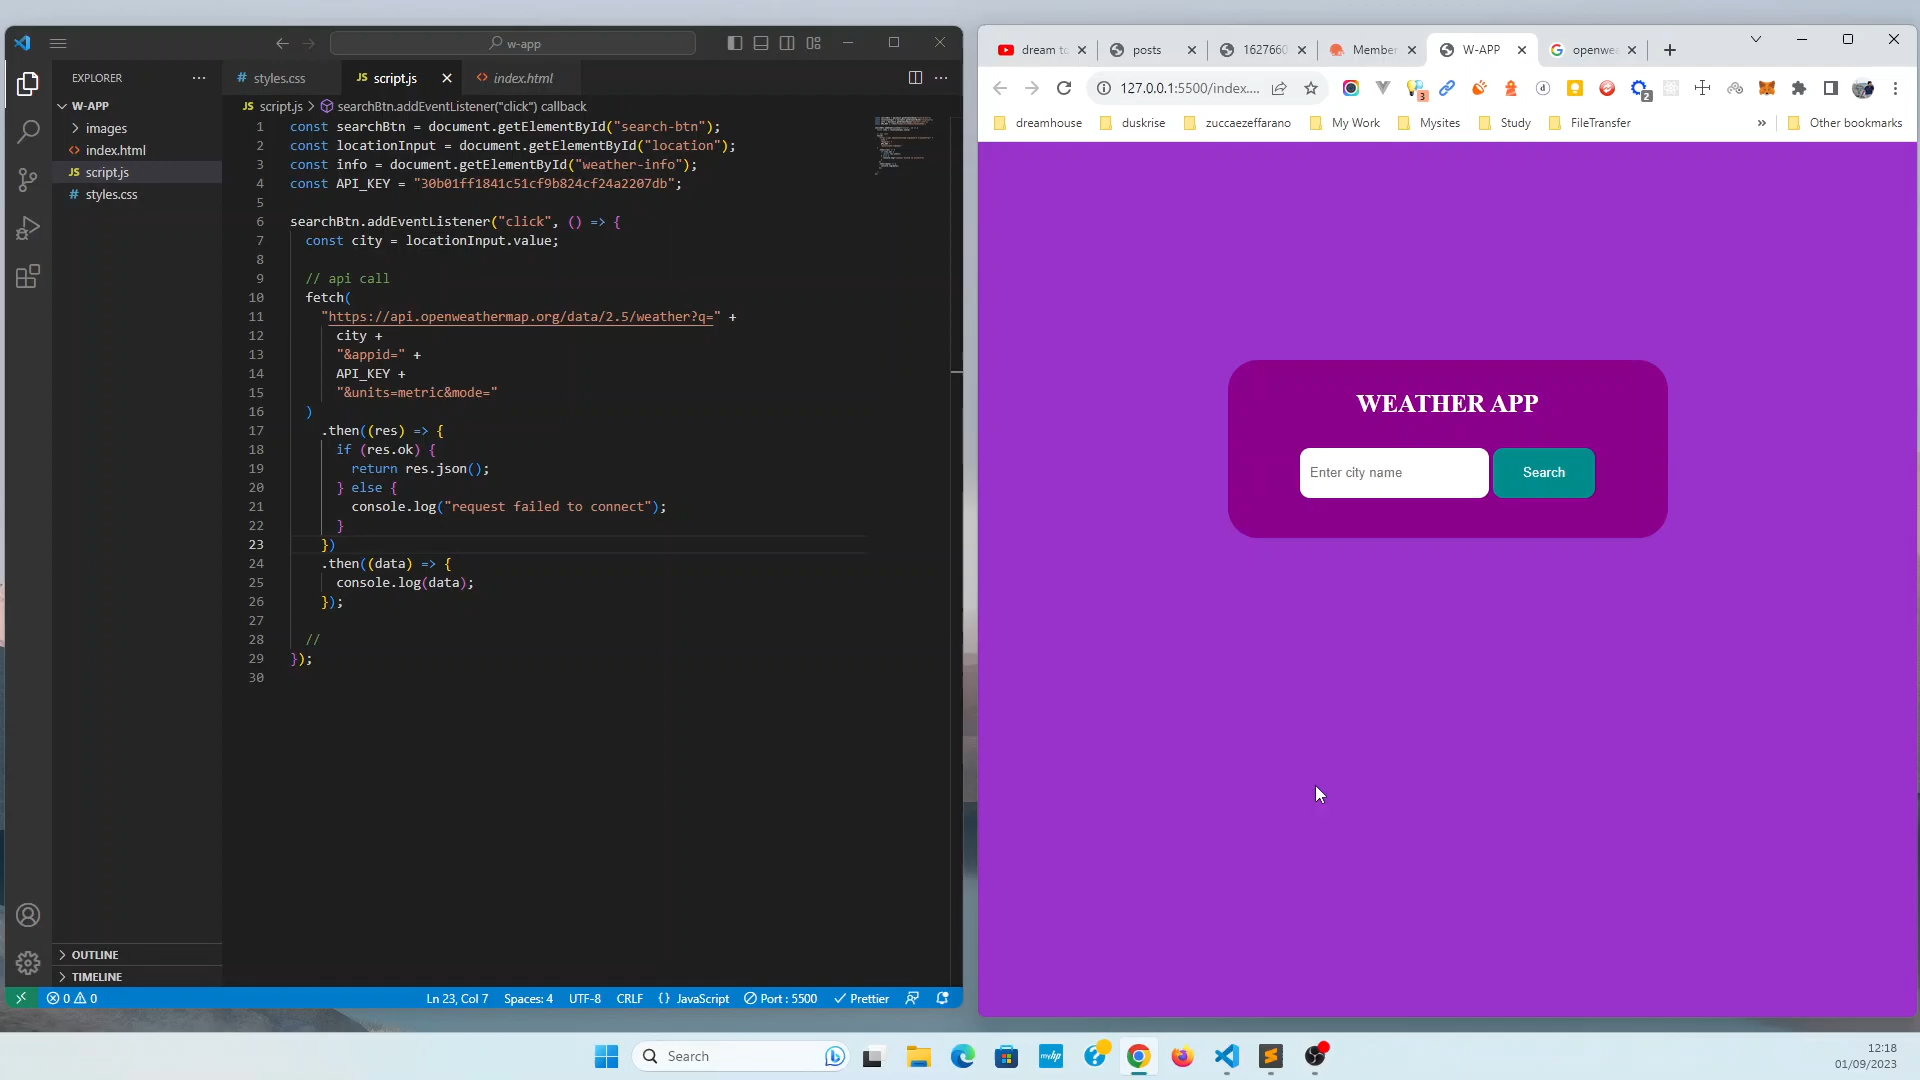 w-app
EXPLORER
W-APP
images
index.html
script.js
styles.css
OUTLINE
TIMELINE
styles.css
script.js
index.html
script.js > searchBtn.addEventListener("click") callback
1 const searchBtn = document.getElementById("search-btn");
2 const locationInput = document.getElementById("location");
3 const info = document.getElementById("weather-info");
4 const API_KEY = "30b01ff1841c51cf9b824cf24a2207db";
5
6 searchBtn.addEventListener("click", () => {
7 const city = locationInput.value;
8
9 // api call
10 fetch(
11 "https://api.openweathermap.org/data/2.5/weather?q=" +
12 city +
13 "&appid=" +
14 API_KEY +
15 "&units=metric&mode="
16 )
17 .then((res) => {
18 if (res.ok) {
19 return res.json();
20 } else {
21 console.log("request failed to connect");
22 }
23 })
24 .then((data) => {
25 console.log(data);
26 });
27
28 //
29 });
30
0 0 Ln 23, Col 7 Spaces: 4 UTF-8 CRLF {} JavaScript Port : 5500 Prettier
dream to posts 1627660 Member W-APP openwea
127.0.0.1:5500/index....
3 2
dreamhouse duskrise zuccaezeffarano My Work Mysites Study FileTransfer » Other bookmarks
WEATHER APP
Enter city name Search
Search
myhp
12:18
01/09/2023